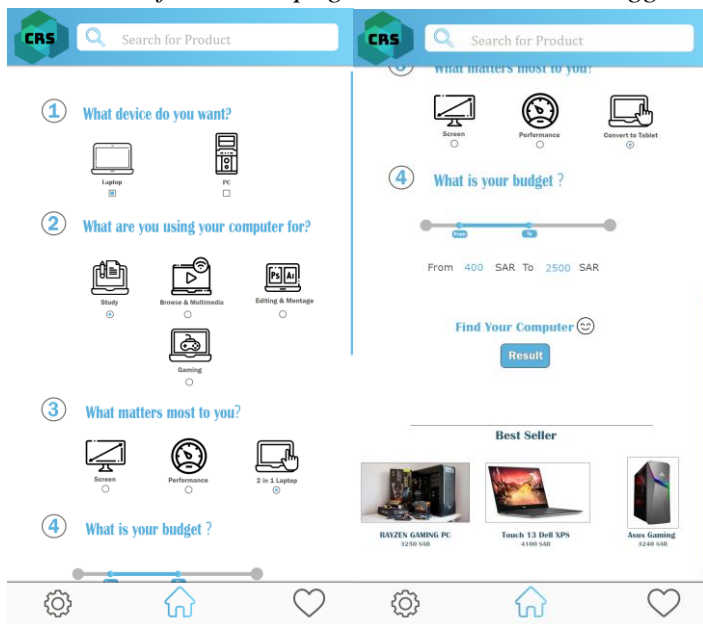 CRS
Search for Product
1
What device do you want?
Laptop
PC
2
What are you using your computer for?
Ps Ai
Study
Browse & Multimedia
Editing & Montage
Gaming
3
What matters most to you?
Screen
Performance
2 in 1 Laptop
4
What is your budget ?
CRS
Search for Product
What matters most to you?
Screen
Performance
Convert to Tablet
4
What is your budget ?
From
To
From 400 SAR To 2500 SAR
Find Your Computer
Result
Best Seller
RAYZEN GAMING PC
3250 SAR
Touch 13 Dell XPS
4100 SAR
Asus Gaming
3240 SAR